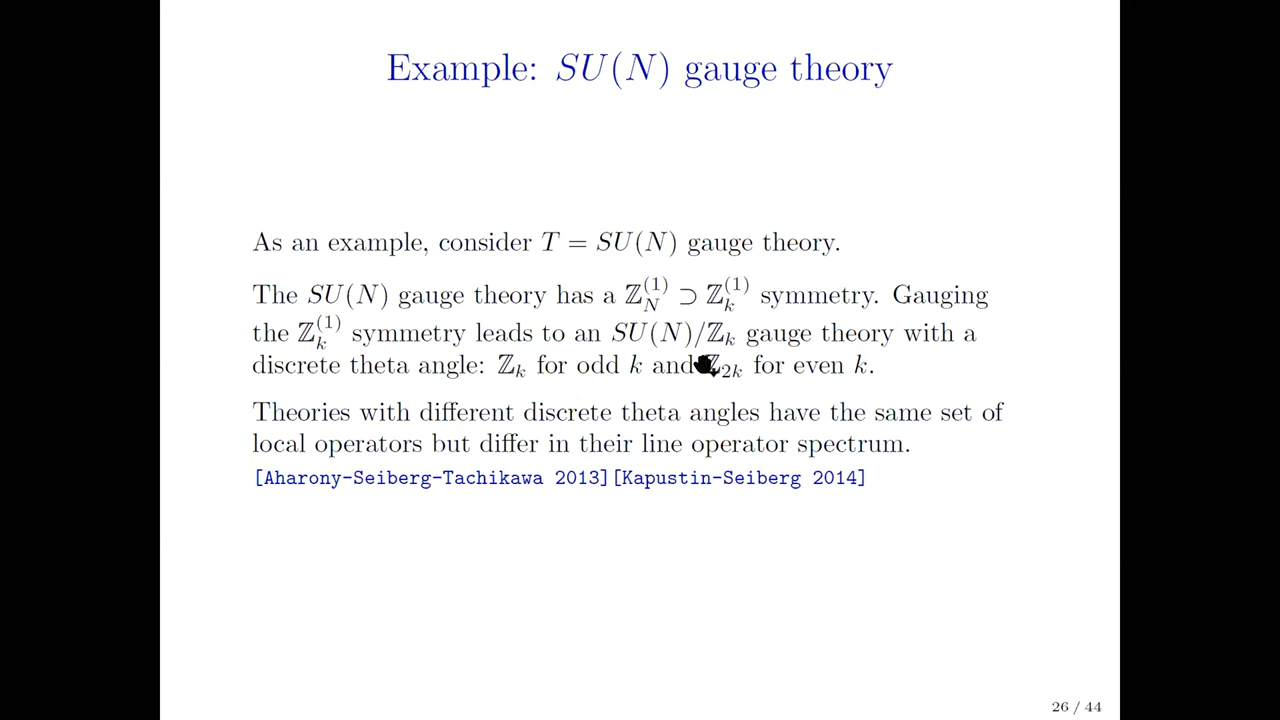 Example: SU(N) gauge theory
As an example, consider T = SU(N) gauge theory.
The SU(N) gauge theory has a ℤ_N^(1) ⊃ ℤ_k^(1) symmetry. Gauging
the ℤ_k^(1) symmetry leads to an SU(N)/ℤ_k gauge theory with a
discrete theta angle: ℤ_k for odd k and ℤ_2k for even k.
Theories with different discrete theta angles have the same set of
local operators but differ in their line operator spectrum.
[Aharony-Seiberg-Tachikawa 2013][Kapustin-Seiberg 2014]
26 / 44